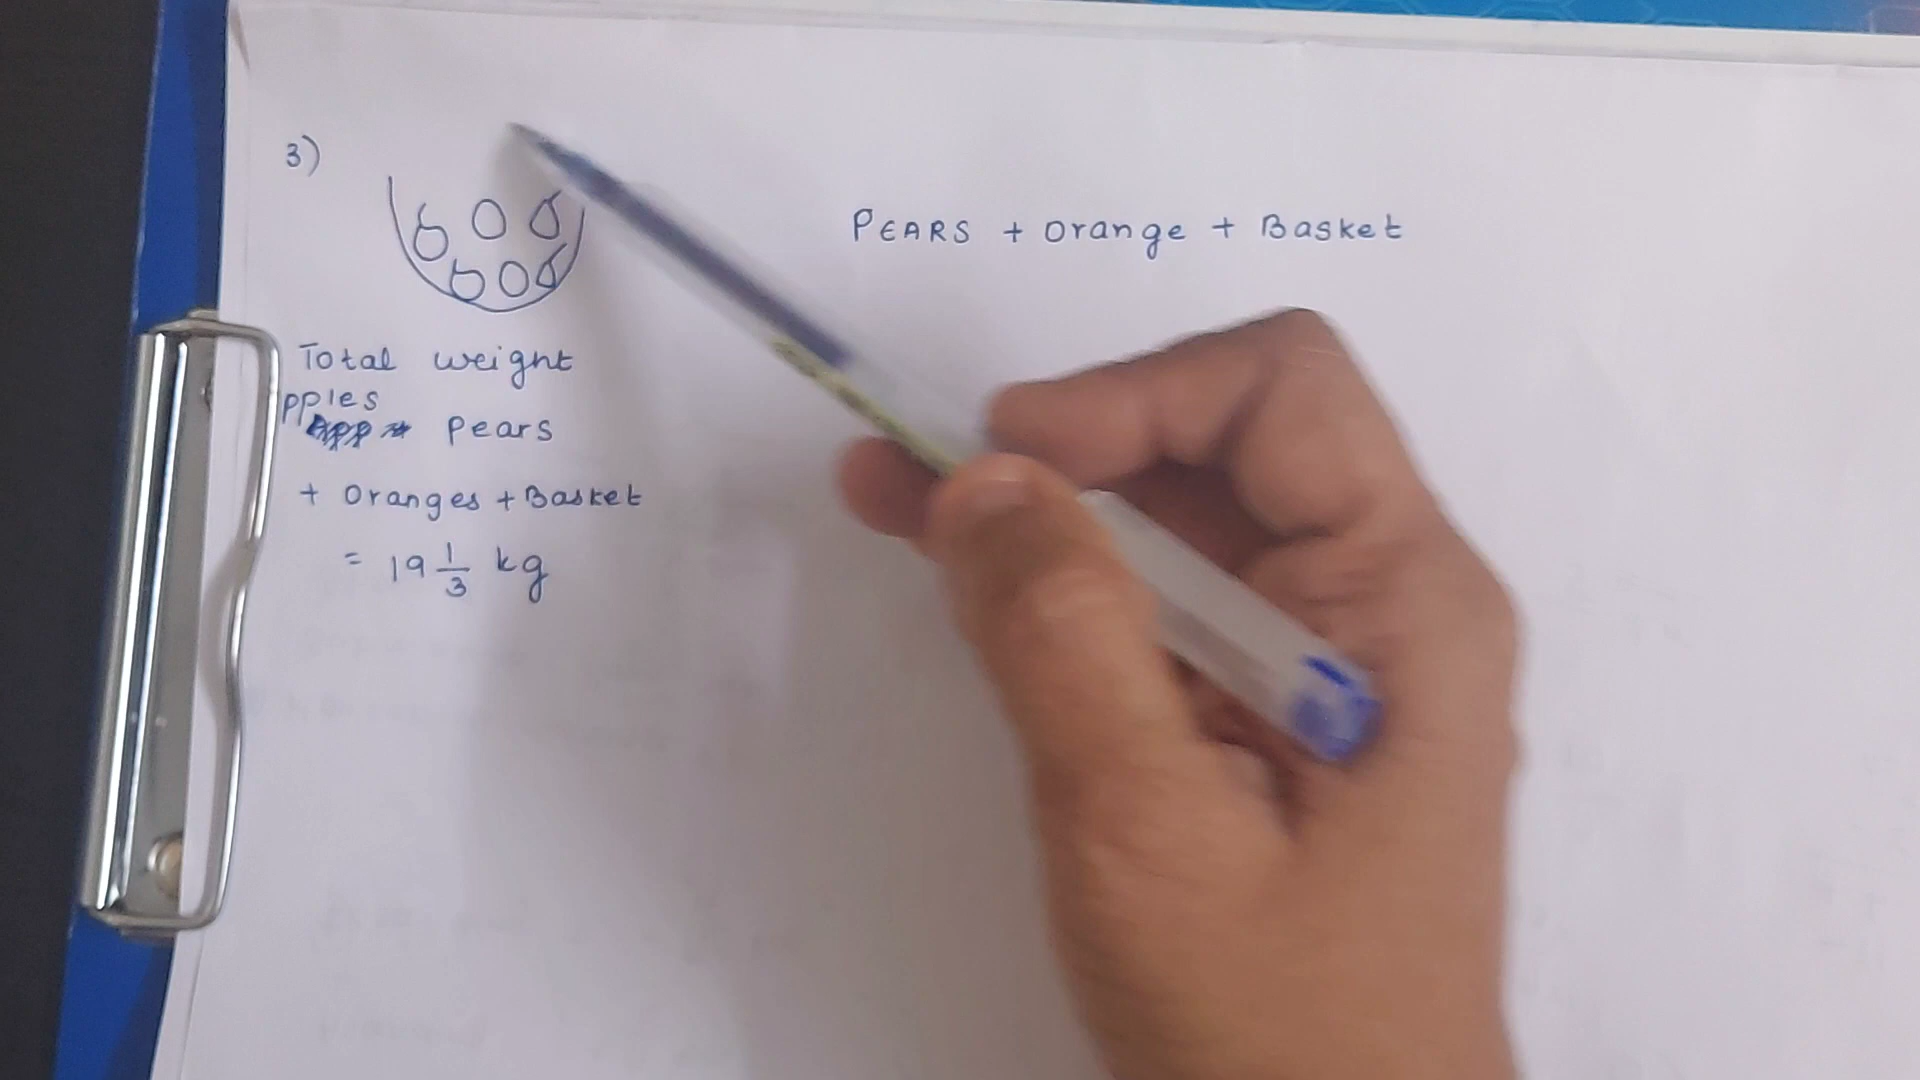 3)
PEARS + Orange + Basket
Total weight
pples
Pears
+ Oranges + Basket
= 19 1/3 kg